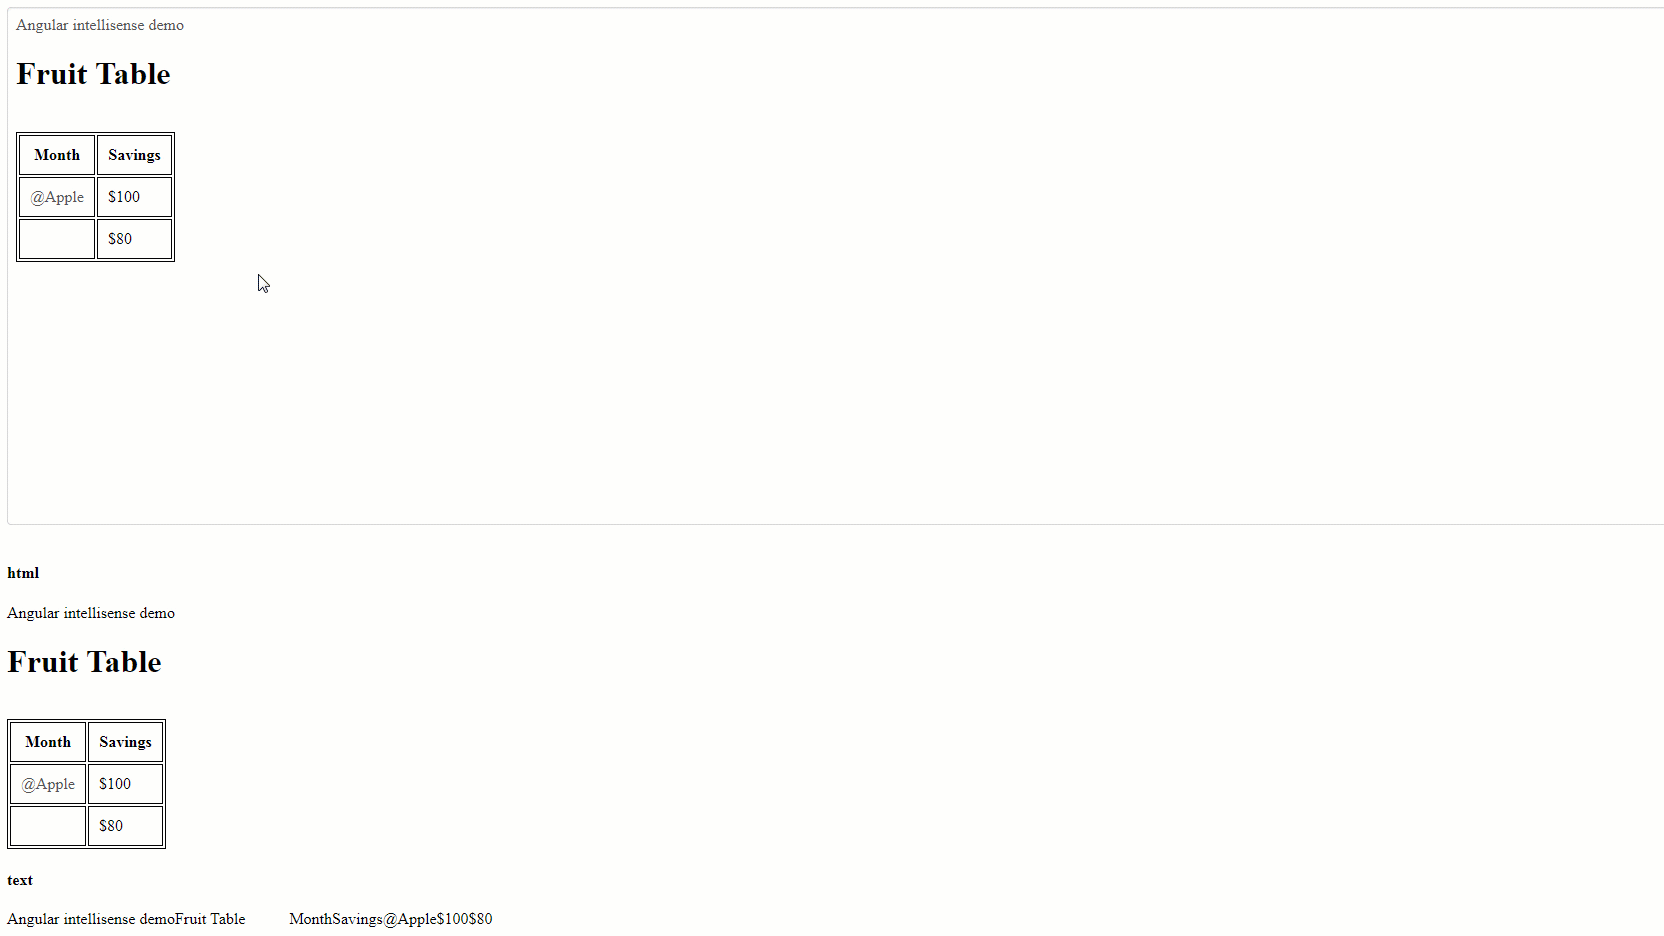 Angular intellisense demo
Fruit Table
Month Savings
@Apple $100
$80
html
Angular intellisense demo
Fruit Table
Month Savings
@Apple $100
$80
text
Angular intellisense demoFruit Table MonthSavings@Apple$100$80